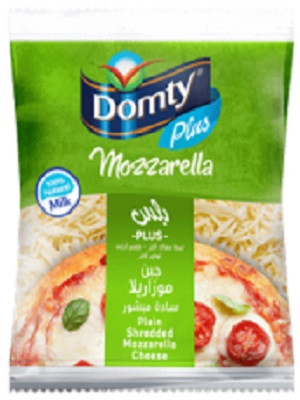 Domty
Plus
Mozzarella
100%
Natural
Milk
بلس
-PLUS-
جبن
موزاريلا
سادة مبشور
Plain
Shredded
Mozzarella
Cheese